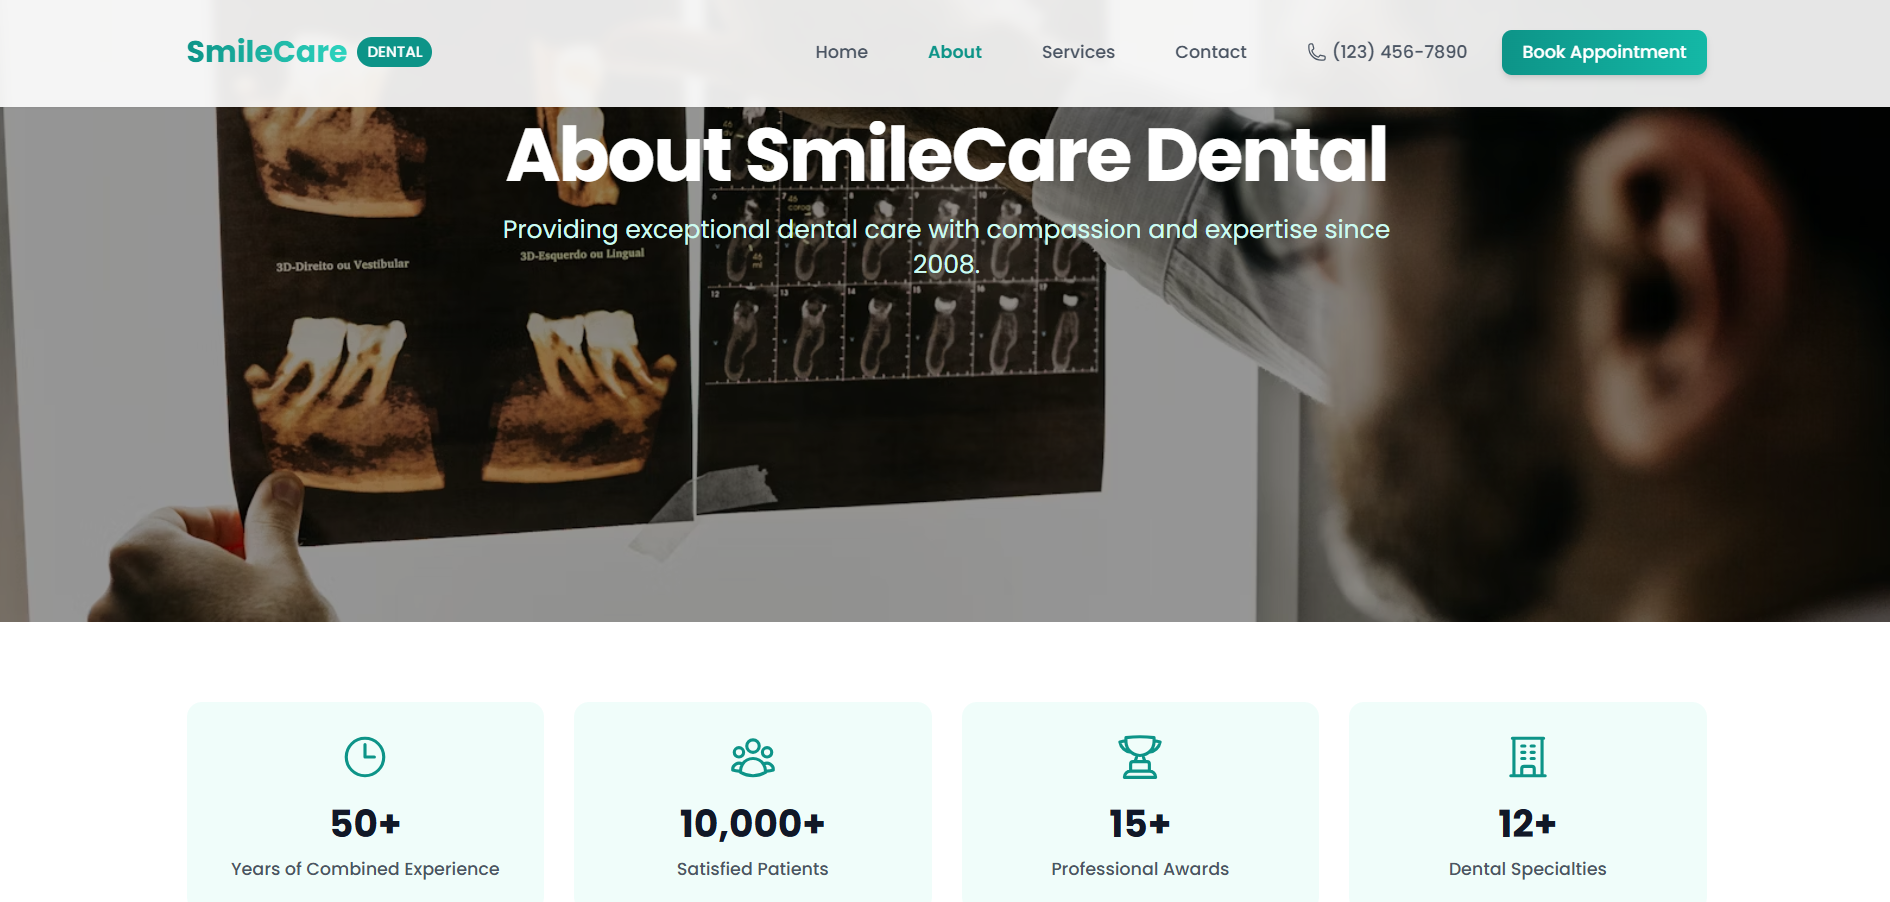 SmileCare DENTAL
Home About Services Contact (123) 456-7890 Book Appointment
About SmileCare Dental
Providing exceptional dental care with compassion and expertise since
2008.
3D-Direito ou Vestíbular
3D-Esquerdo ou Lingual
50+
Years of Combined Experience
10,000+
Satisfied Patients
15+
Professional Awards
12+
Dental Specialties